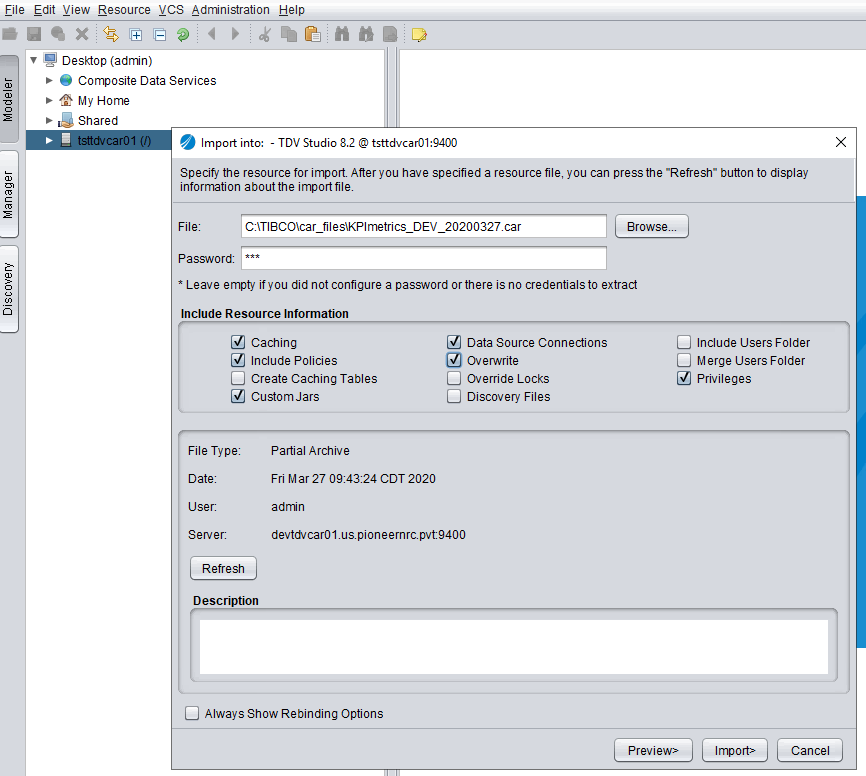 File Edit View Resource VCS Administration Help
Modeler
Manager
Discovery
Desktop (admin)
Composite Data Services
My Home
Shared
tsttdvcar01 (/)
Import into: - TDV Studio 8.2 @ tsttdvcar01:9400
Specify the resource for import. After you have specified a resource file, you can press the "Refresh" button to display
information about the import file.
File: C:\TIBCO\car_files\KPImetrics_DEV_20200327.car Browse...
Password: ***
* Leave empty if you did not configure a password or there is no credentials to extract
Include Resource Information
Caching Data Source Connections Include Users Folder
Include Policies Overwrite Merge Users Folder
Create Caching Tables Override Locks Privileges
Custom Jars Discovery Files
File Type: Partial Archive
Date: Fri Mar 27 09:43:24 CDT 2020
User: admin
Server: devtdvcar01.us.pioneernrc.pvt:9400
Refresh
Description
Always Show Rebinding Options
Preview> Import> Cancel